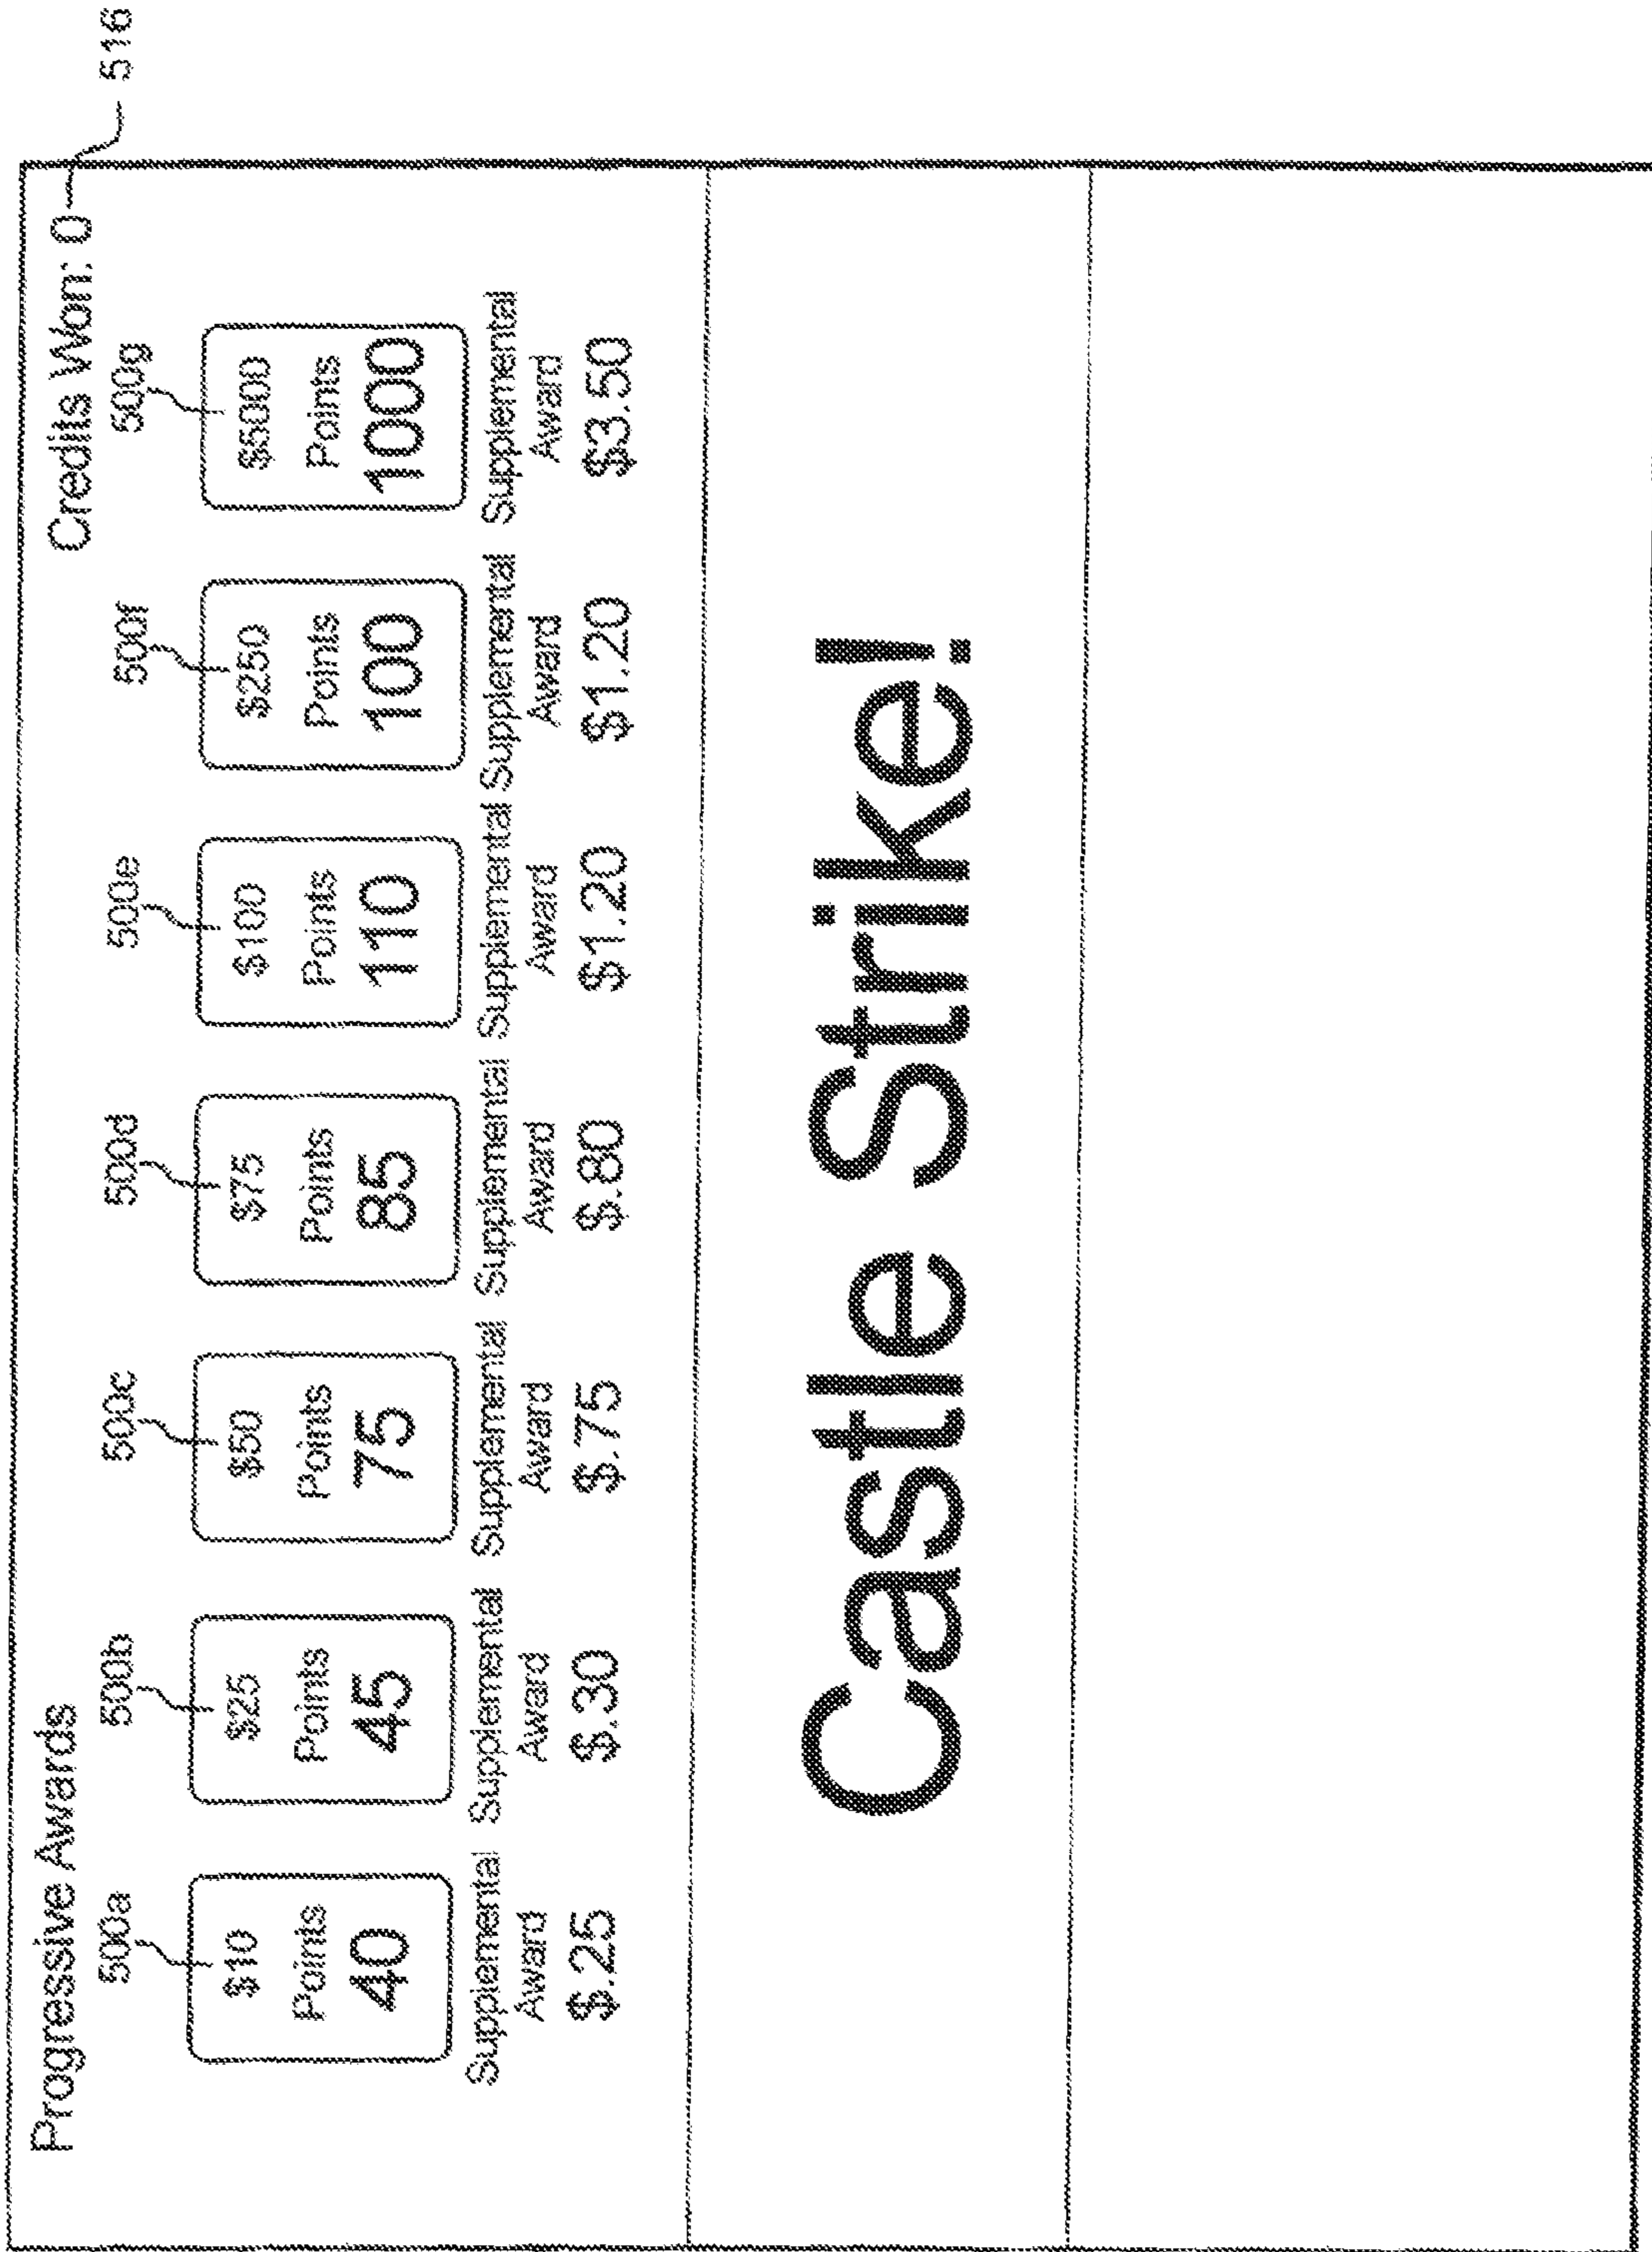 516
Progressive Awards Credits Won: 0
500a 500b 500c 500d 500e 500f 500g
$10 $25 $50 $75 $100 $250 $5000
Points Points Points Points Points Points Points
40 45 75 85 110 100 1000
Supplemental Supplemental Supplemental Supplemental Supplemental Supplemental Supplemental
Award Award Award Award Award Award Award
$.25 $.30 $.75 $.80 $1.20 $1.20 $3.50
Castle Strike!